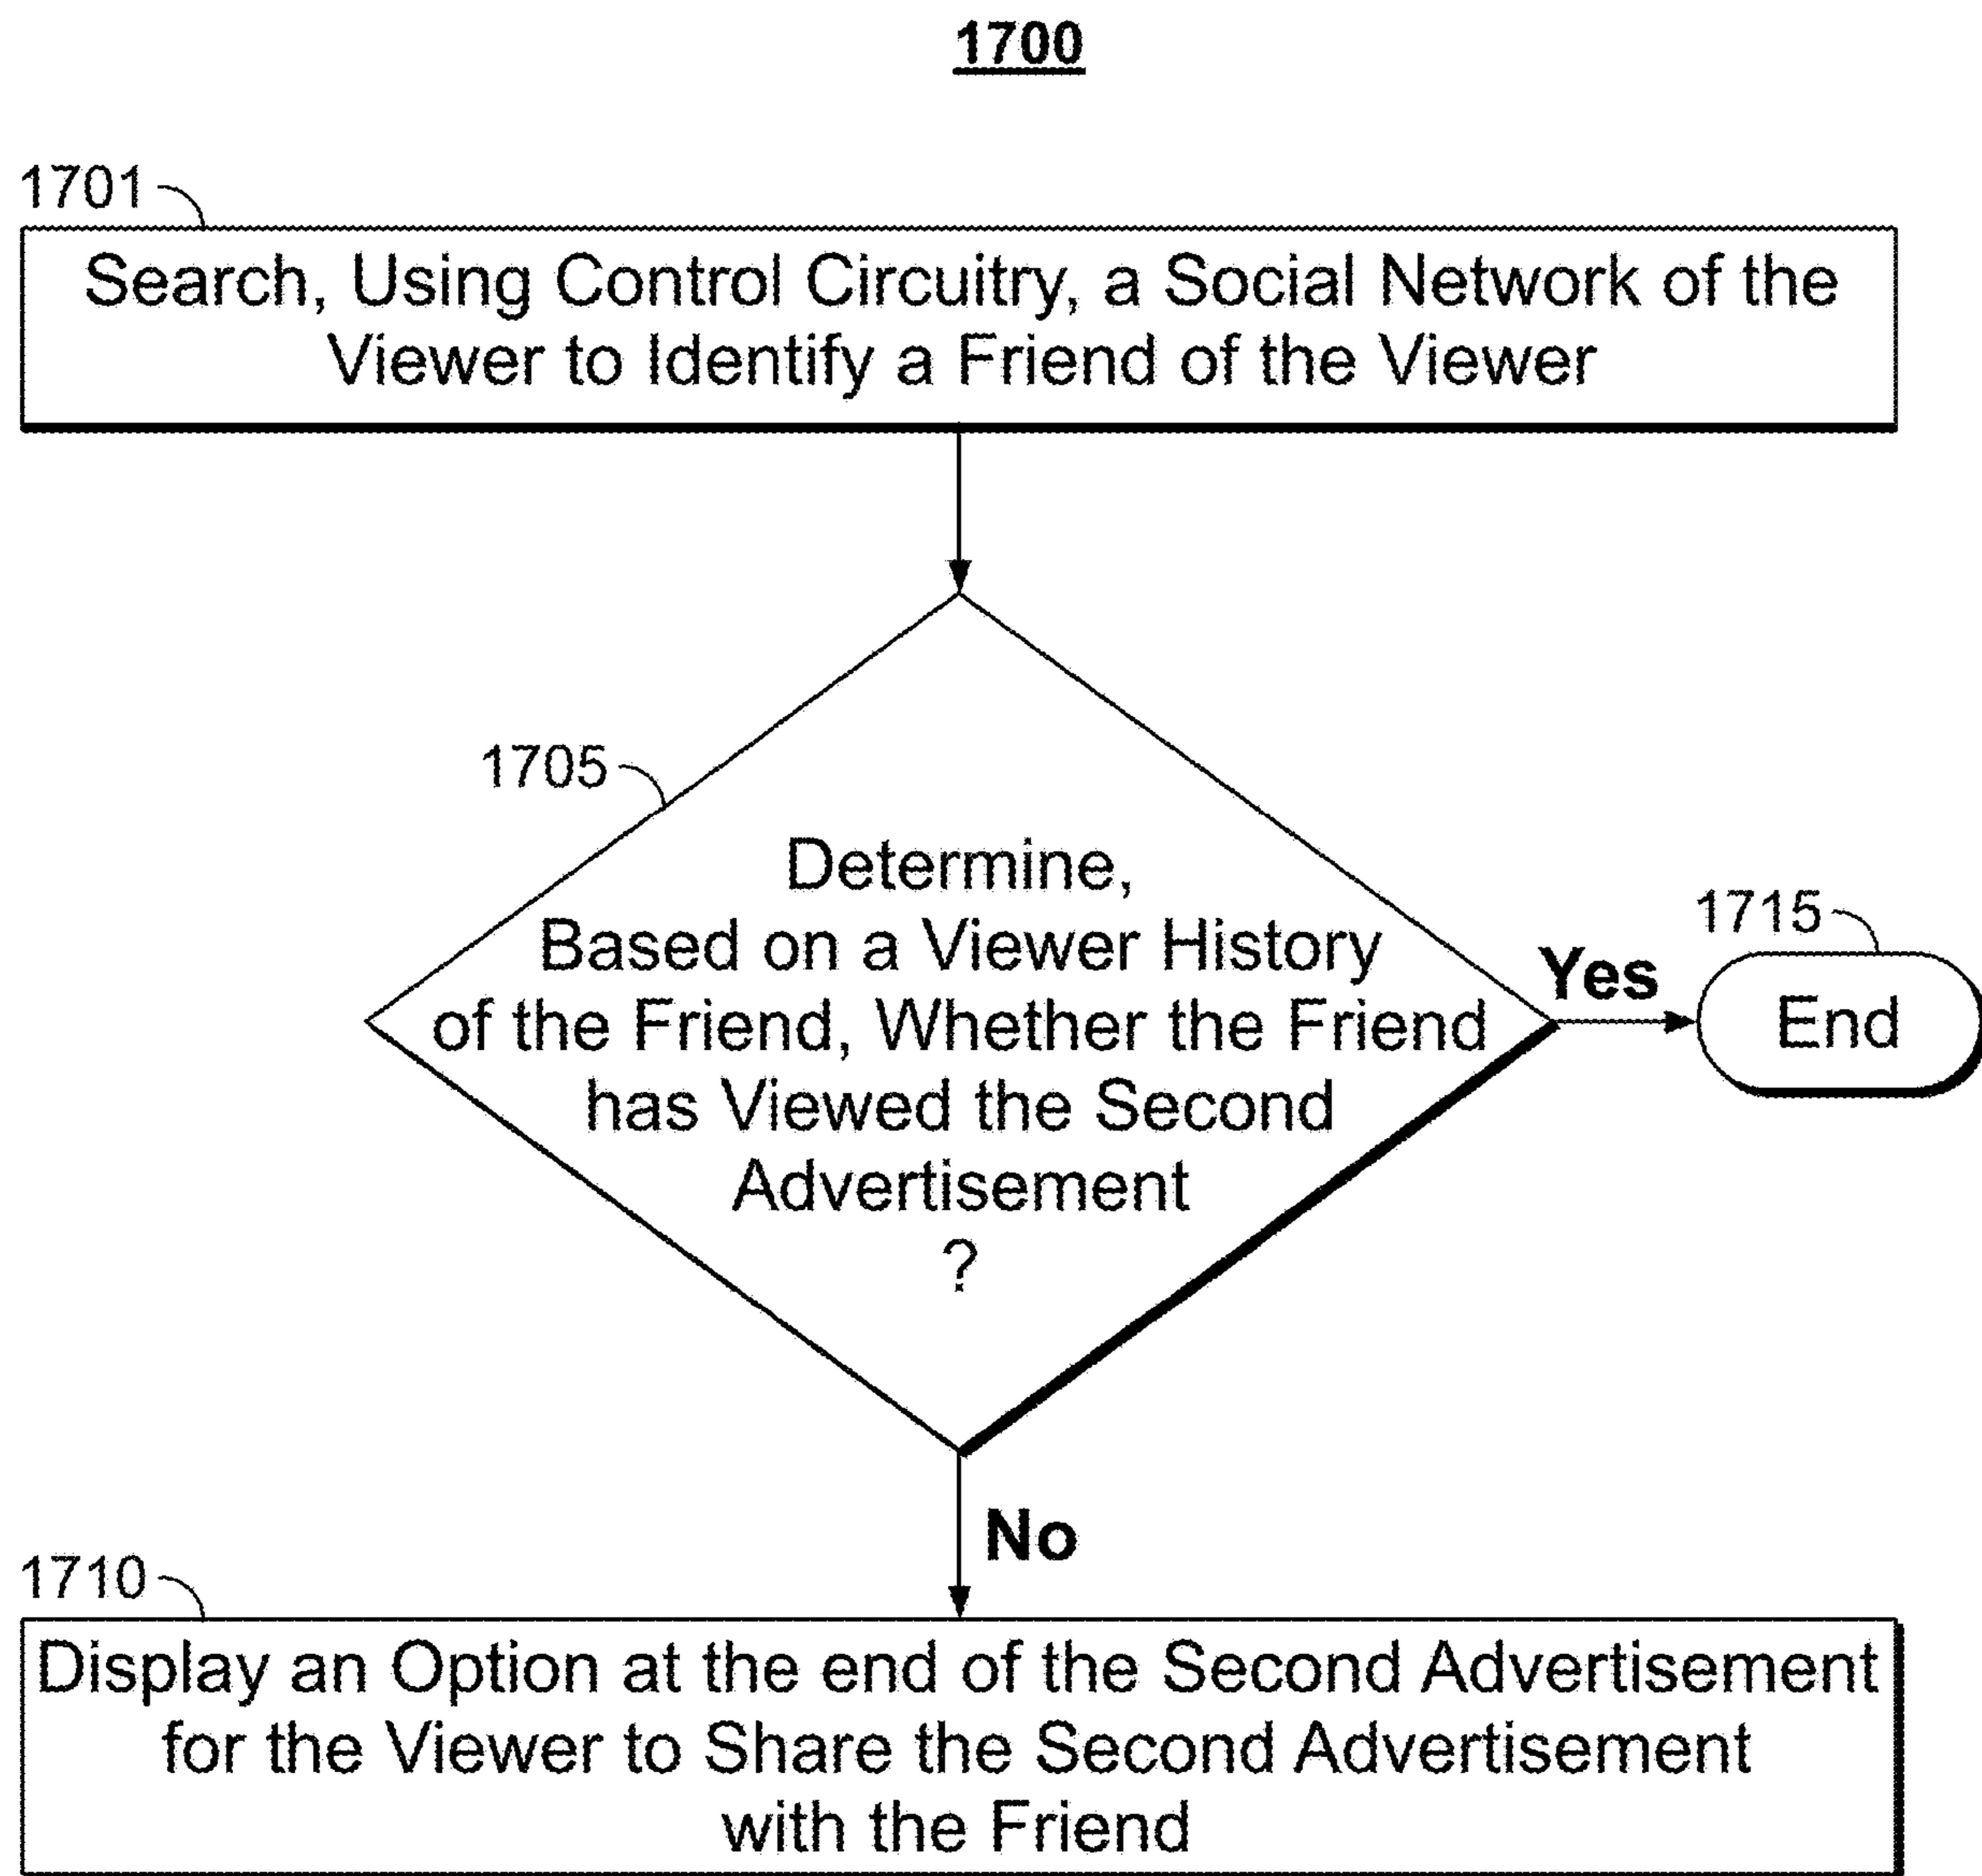 1700
1701
Search, Using Control Circuitry, a Social Network of the
Viewer to Identify a Friend of the Viewer
1705
Determine,
Based on a Viewer History
of the Friend, Whether the Friend
has Viewed the Second
Advertisement
?
Yes
1715
End
No
1710
Display an Option at the end of the Second Advertisement
for the Viewer to Share the Second Advertisement
with the Friend